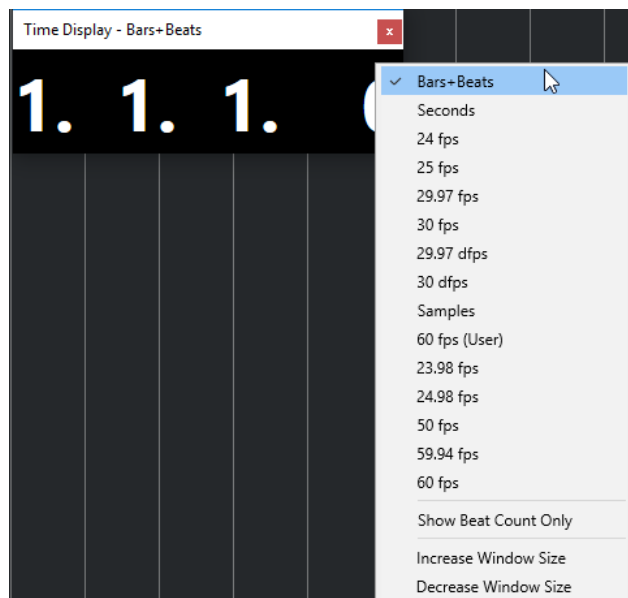 Time Display - Bars+Beats
x
1. 1. 1. 0
Bars+Beats
Seconds
24 fps
25 fps
29.97 fps
30 fps
29.97 dfps
30 dfps
Samples
60 fps (User)
23.98 fps
24.98 fps
50 fps
59.94 fps
60 fps
Show Beat Count Only
Increase Window Size
Decrease Window Size